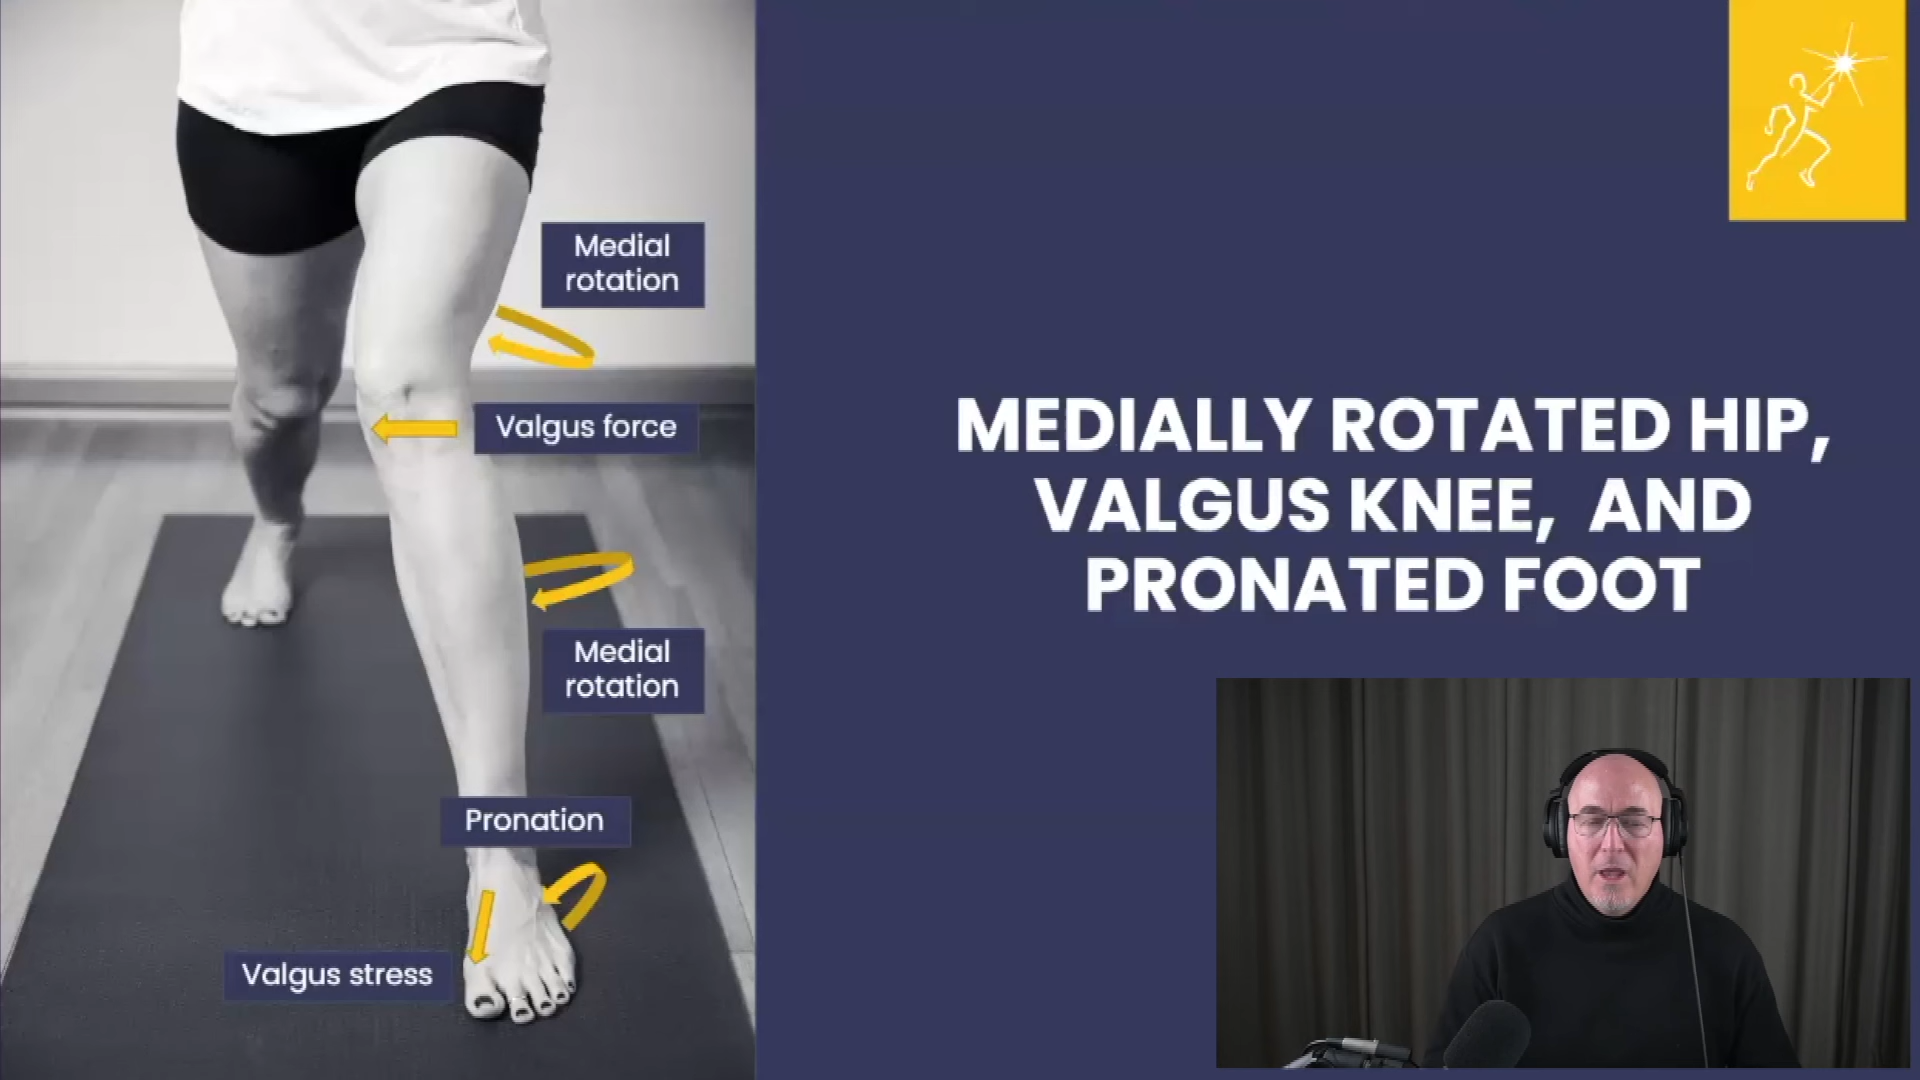 Medial
rotation
Valgus force
Medial
rotation
Pronation
Valgus stress
MEDIALLY ROTATED HIP,
VALGUS KNEE, AND
PRONATED FOOT